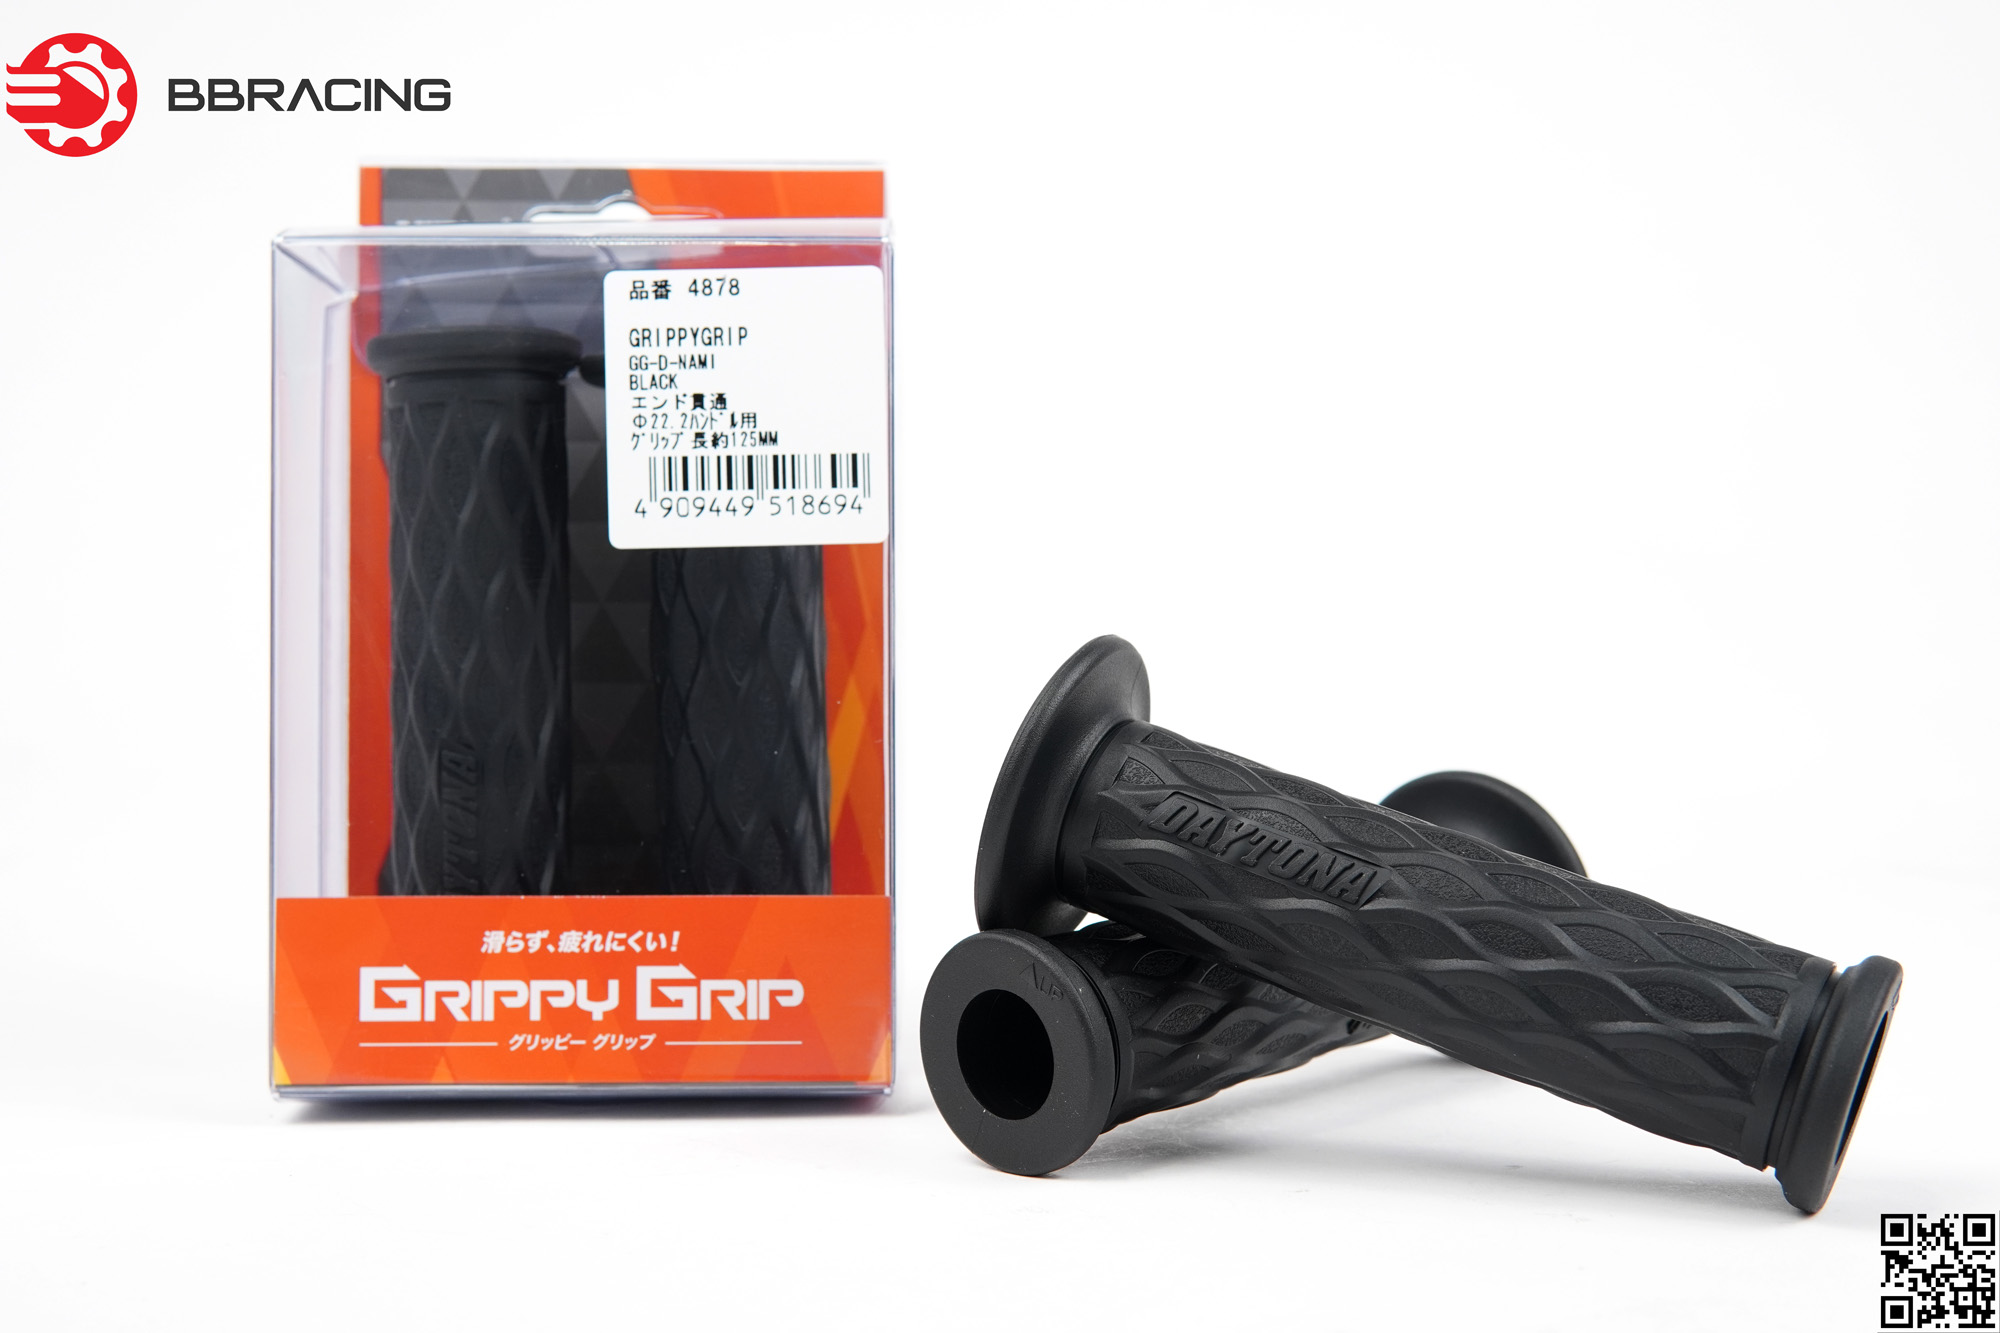 BBRACING
品番 4878
GRIPPYGRIP
GG-D-NAMI
BLACK
エンド貫通
Φ22.2ﾊﾝﾄﾞﾙ用
ｸﾞﾘｯﾌﾟ長約125MM
4 909449 518694
DAYTONA
滑らず、疲れにくい!
GRIPPY GRIP
グリッピー グリップ
DAYTONA
UP